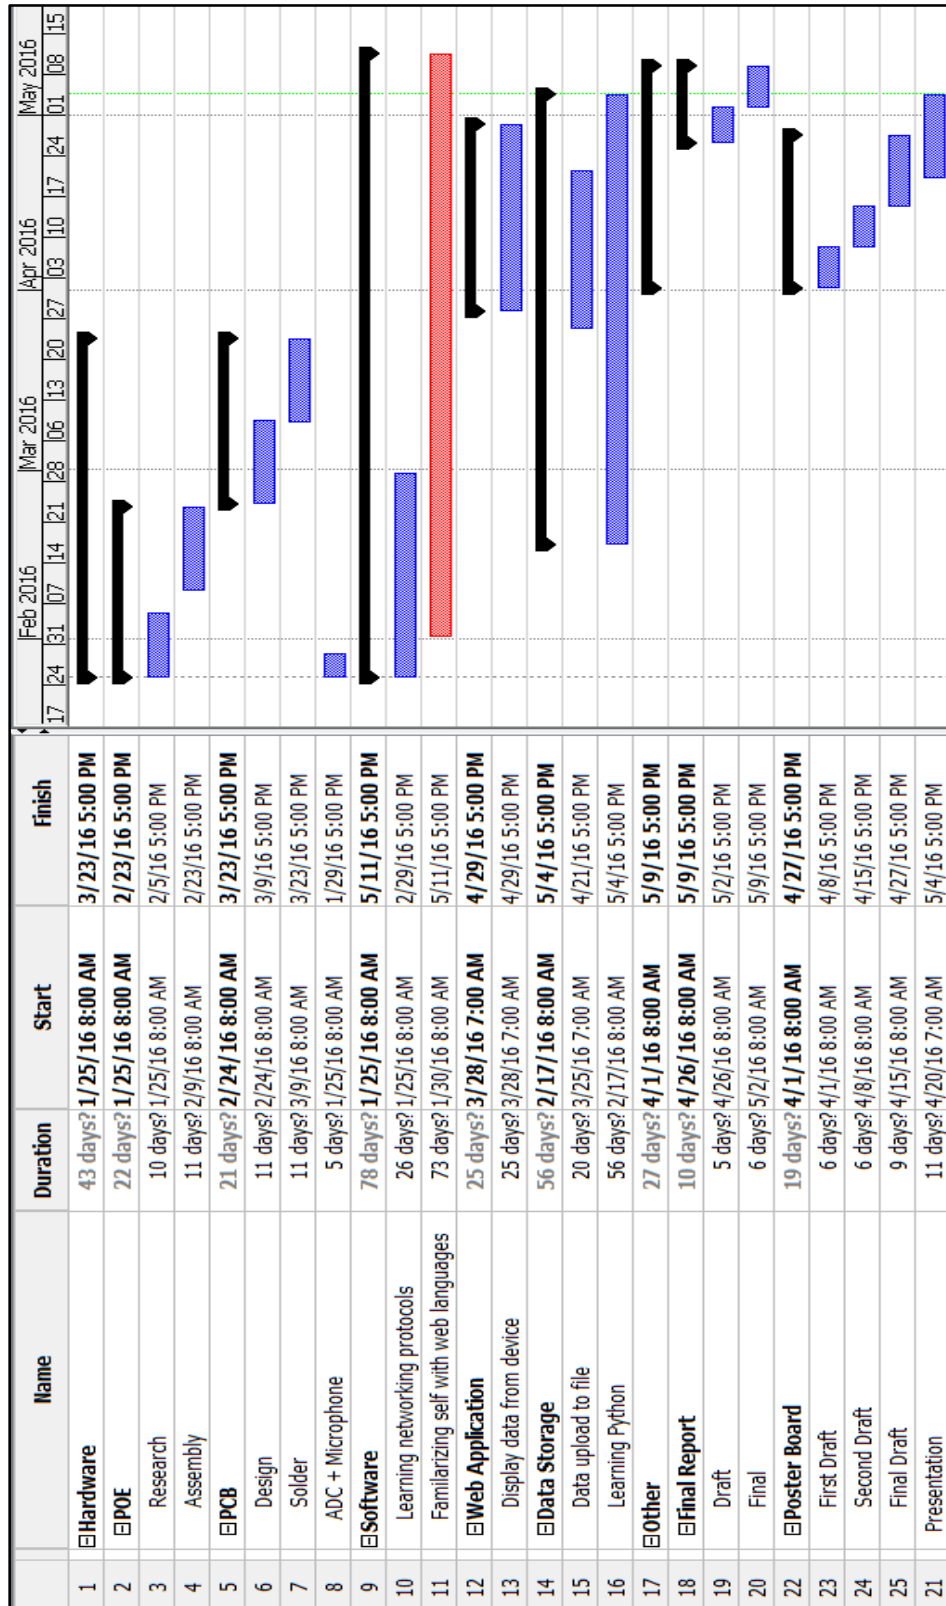 Name Duration Start Finish
Feb 2016 Mar 2016 Apr 2016 May 2016
17 24 31 07 14 21 28 06 13 20 27 03 10 17 24 01 08 15
1 Hardware 43 days? 1/25/16 8:00 AM 3/23/16 5:00 PM
2 POE 22 days? 1/25/16 8:00 AM 2/23/16 5:00 PM
3 Research 10 days? 1/25/16 8:00 AM 2/5/16 5:00 PM
4 Assembly 11 days? 2/9/16 8:00 AM 2/23/16 5:00 PM
5 PCB 21 days? 2/24/16 8:00 AM 3/23/16 5:00 PM
6 Design 11 days? 2/24/16 8:00 AM 3/9/16 5:00 PM
7 Solder 11 days? 3/9/16 8:00 AM 3/23/16 5:00 PM
8 ADC + Microphone 5 days? 1/25/16 8:00 AM 1/29/16 5:00 PM
9 Software 78 days? 1/25/16 8:00 AM 5/11/16 5:00 PM
10 Learning networking protocols 26 days? 1/25/16 8:00 AM 2/29/16 5:00 PM
11 Familarizing self with web languages 73 days? 1/30/16 8:00 AM 5/11/16 5:00 PM
12 Web Application 25 days? 3/28/16 7:00 AM 4/29/16 5:00 PM
13 Display data from device 25 days? 3/28/16 7:00 AM 4/29/16 5:00 PM
14 Data Storage 56 days? 2/17/16 8:00 AM 5/4/16 5:00 PM
15 Data upload to file 20 days? 3/25/16 7:00 AM 4/21/16 5:00 PM
16 Learning Python 56 days? 2/17/16 8:00 AM 5/4/16 5:00 PM
17 Other 27 days? 4/1/16 8:00 AM 5/9/16 5:00 PM
18 Final Report 10 days? 4/26/16 8:00 AM 5/9/16 5:00 PM
19 Draft 5 days? 4/26/16 8:00 AM 5/2/16 5:00 PM
20 Final 6 days? 5/2/16 8:00 AM 5/9/16 5:00 PM
22 Poster Board 19 days? 4/1/16 8:00 AM 4/27/16 5:00 PM
23 First Draft 6 days? 4/1/16 8:00 AM 4/8/16 5:00 PM
24 Second Draft 6 days? 4/8/16 8:00 AM 4/15/16 5:00 PM
25 Final Draft 9 days? 4/15/16 8:00 AM 4/27/16 5:00 PM
21 Presentation 11 days? 4/20/16 7:00 AM 5/4/16 5:00 PM